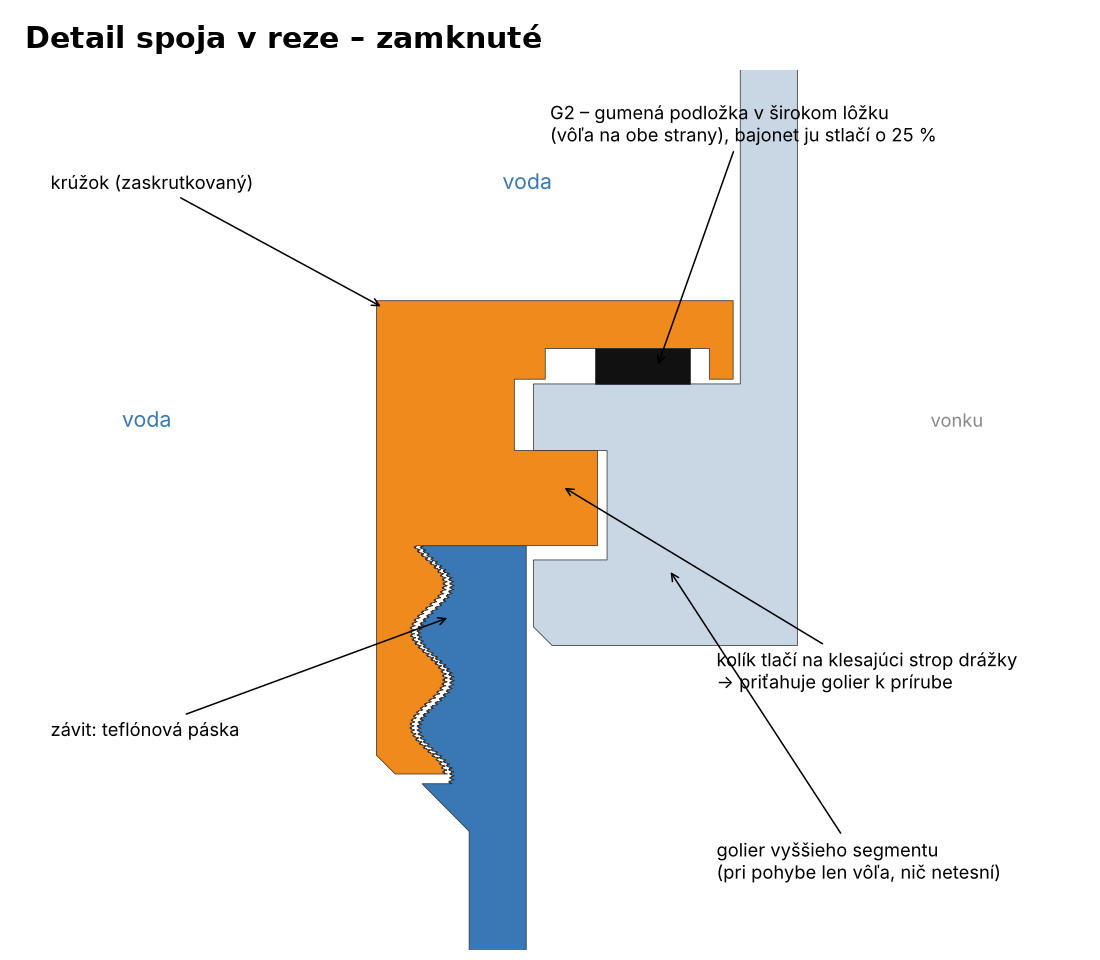 Detail spoja v reze – zamknuté
G2 – gumená podložka v širokom lôžku
(vôľa na obe strany), bajonet ju stlačí o 25 %
krúžok (zaskrutkovaný)
voda
voda
vonku
kolík tlačí na klesajúci strop drážky
→ priťahuje golier k prírube
závit: teflónová páska
golier vyššieho segmentu
(pri pohybe len vôľa, nič netesní)